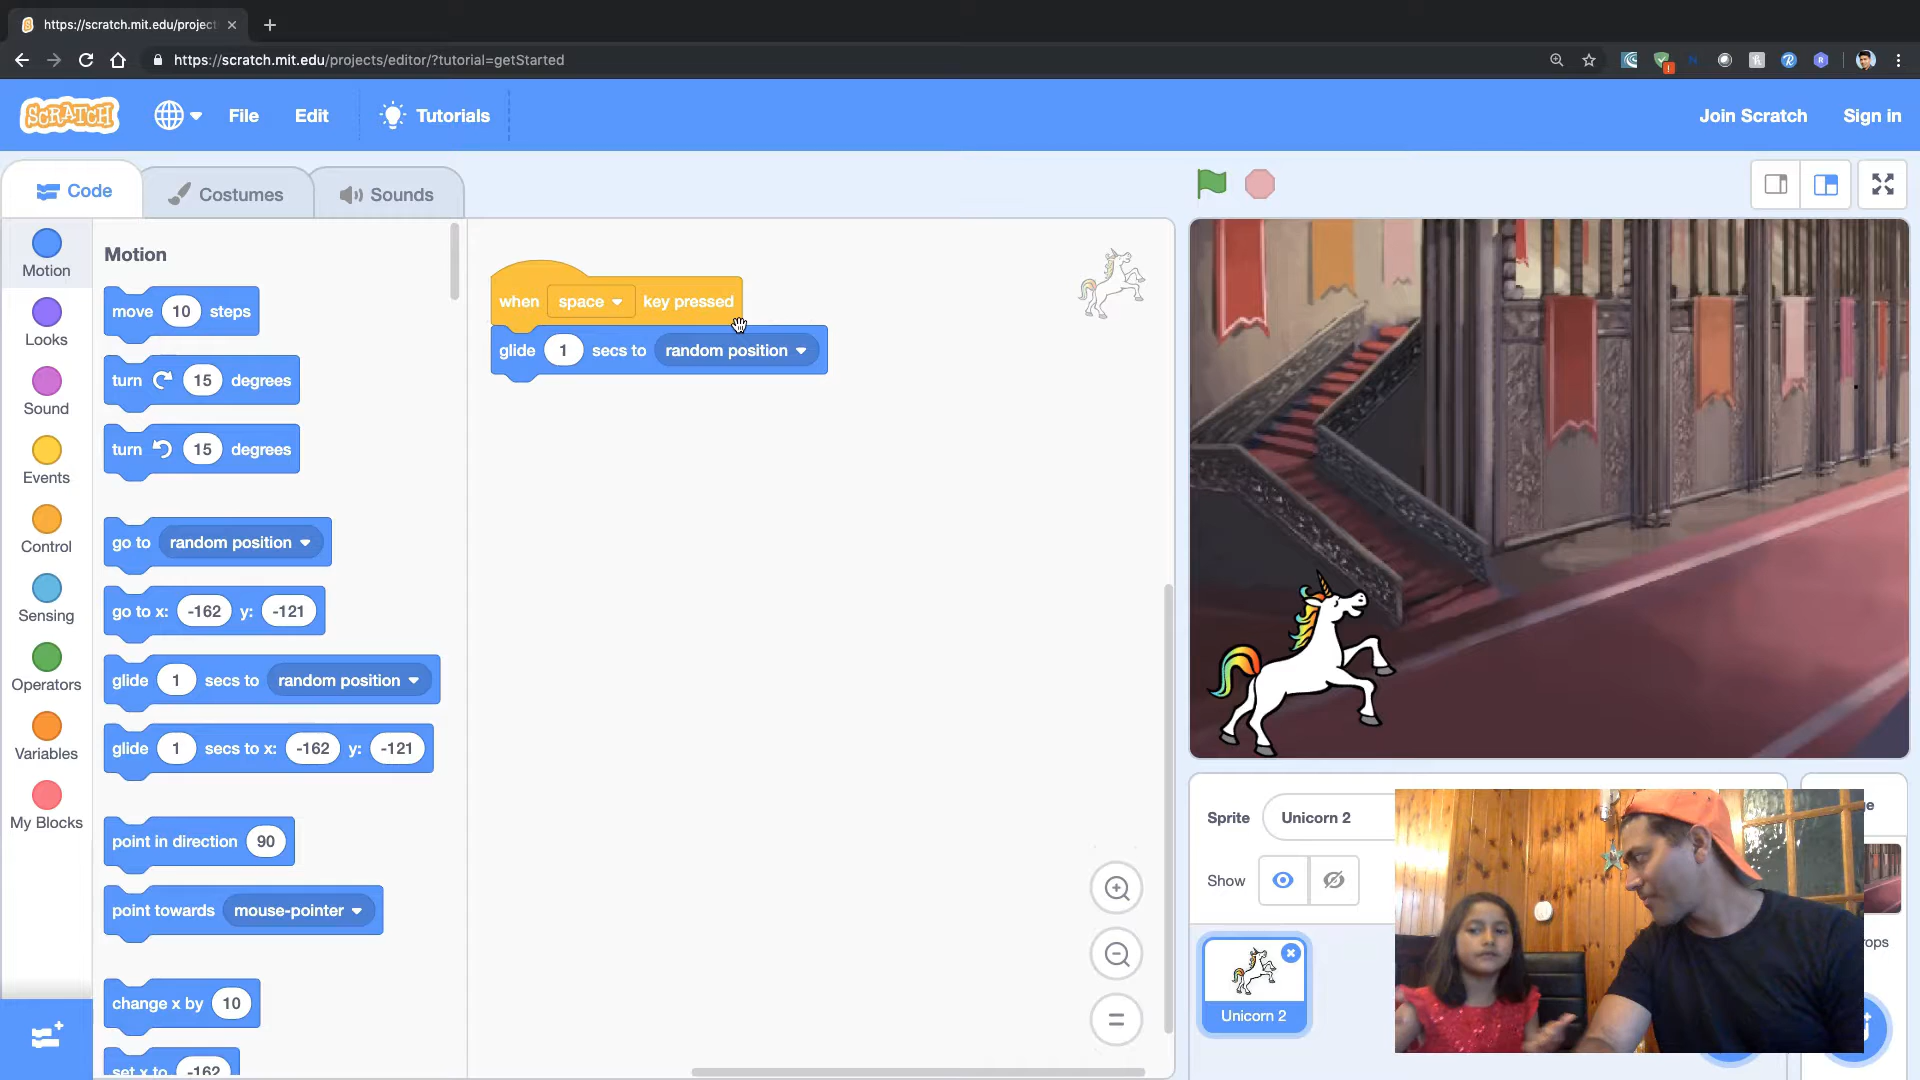 https://scratch.mit.edu/project
https://scratch.mit.edu/projects/editor/?tutorial=getStarted
SCRATCH
File
Edit
Tutorials
Join Scratch
Sign in
Code
Costumes
Sounds
Motion
Looks
Sound
Events
Control
Sensing
Operators
Variables
My Blocks
Motion
move 10 steps
turn 15 degrees
turn 15 degrees
go to random position
go to x: -162 y: -121
glide 1 secs to random position
glide 1 secs to x: -162 y: -121
point in direction 90
point towards mouse-pointer
change x by 10
set x to -162
when space key pressed
glide 1 secs to random position
Sprite Unicorn 2
Show
Unicorn 2